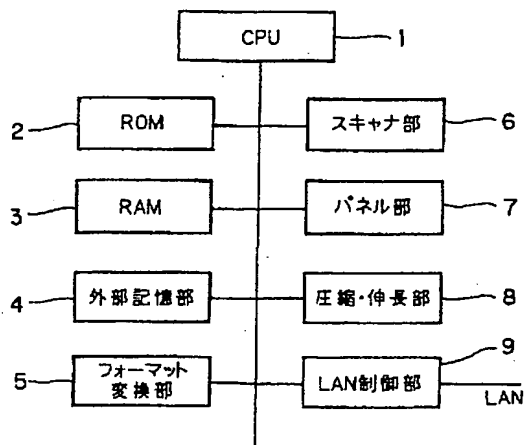 CPU
1
2
ROM
スキャナ部
6
3
RAM
パネル部
7
4
外部記憶部
圧縮・伸長部
8
5
フォーマット
変換部
LAN制御部
9
LAN